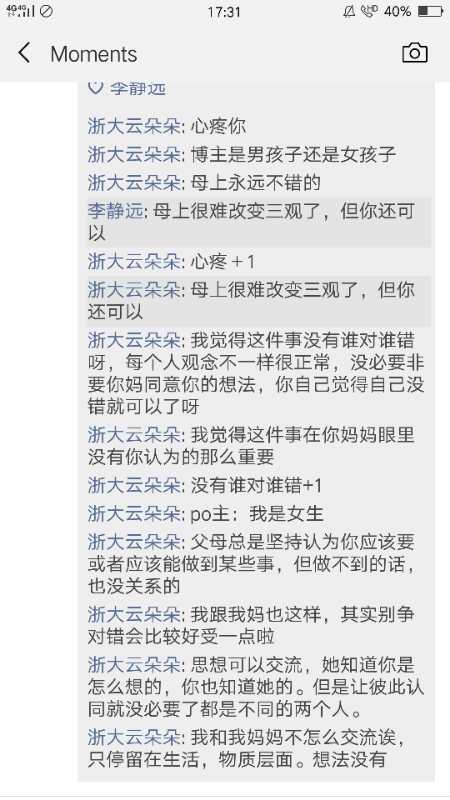 4G4G 17:31 HD 40%
Moments
李静远
浙大云朵朵: 心疼你
浙大云朵朵: 博主是男孩子还是女孩子
浙大云朵朵: 母上永远不错的
李静远: 母上很难改变三观了，但你还可
以
浙大云朵朵: 心疼＋1
浙大云朵朵: 母上很难改变三观了，但你
还可以
浙大云朵朵: 我觉得这件事没有谁对谁错
呀，每个人观念不一样很正常，没必要非
要你妈同意你的想法，你自己觉得自己没
错就可以了呀
浙大云朵朵: 我觉得这件事在你妈妈眼里
没有你认为的那么重要
浙大云朵朵: 没有谁对谁错+1
浙大云朵朵: po主：我是女生
浙大云朵朵: 父母总是坚持认为你应该要
或者应该能做到某些事，但做不到的话，
也没关系的
浙大云朵朵: 我跟我妈也这样，其实别争
对错会比较好受一点啦
浙大云朵朵: 思想可以交流，她知道你是
怎么想的，你也知道她的。但是让彼此认
同就没必要了都是不同的两个人。
浙大云朵朵: 我和我妈妈不怎么交流诶，
只停留在生活，物质层面。想法没有